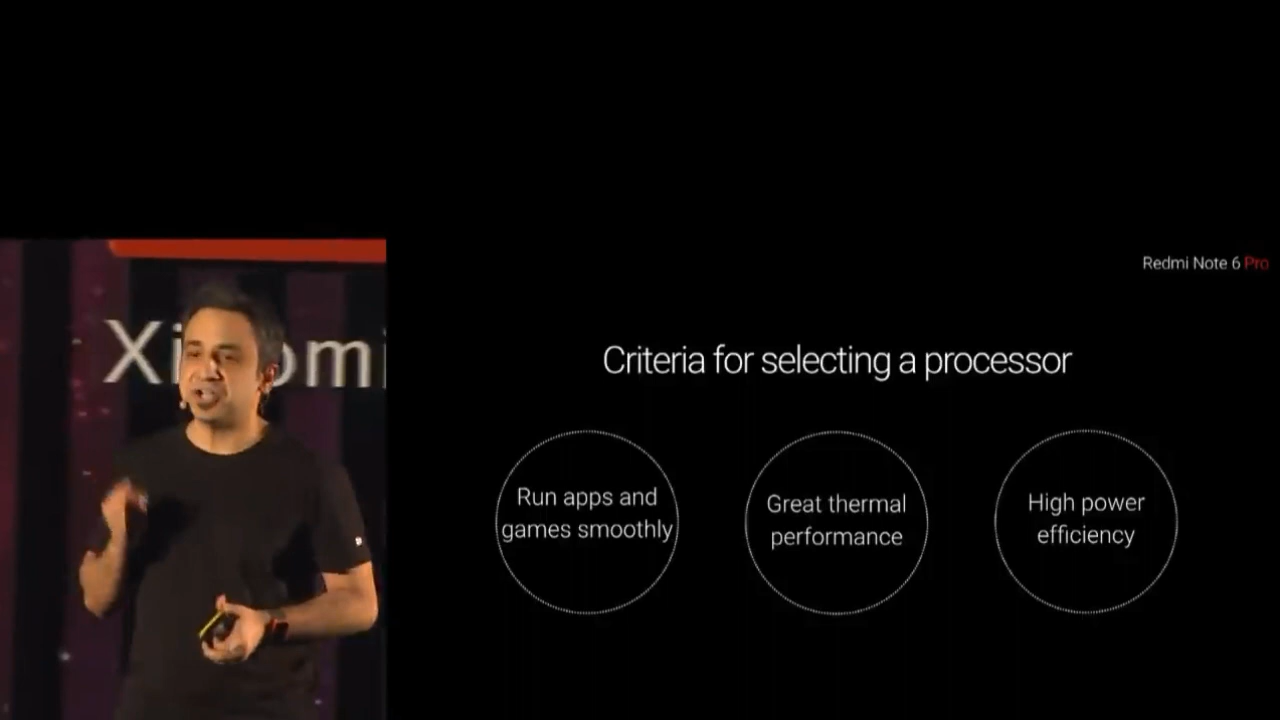 Redmi Note 6 Pro
Xiaomi
Criteria for selecting a processor
Run apps and
games smoothly
Great thermal
performance
High power
efficiency